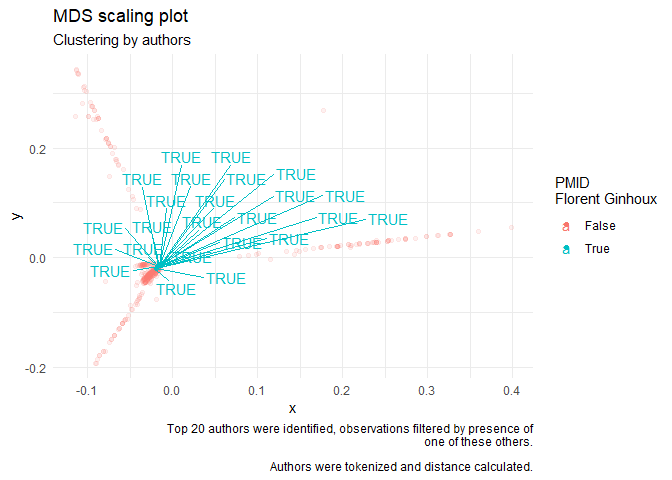 MDS scaling plot
Clustering by authors
0.2
0.0
-0.2
y
TRUE TRUE
TRUE TRUE TRUE TRUE
TRUE TRUE TRUE TRUE
TRUE TRUE TRUE TRUE TRUE TRUE
TRUE TRUE TRUE TRUE
TRUE TRUE TRUE
TRUE
-0.1 0.0 0.1 0.2 0.3 0.4
x
PMID
Florent Ginhoux
a False
a True
Top 20 authors were identified, observations filtered by presence of
one of these others.
Authors were tokenized and distance calculated.